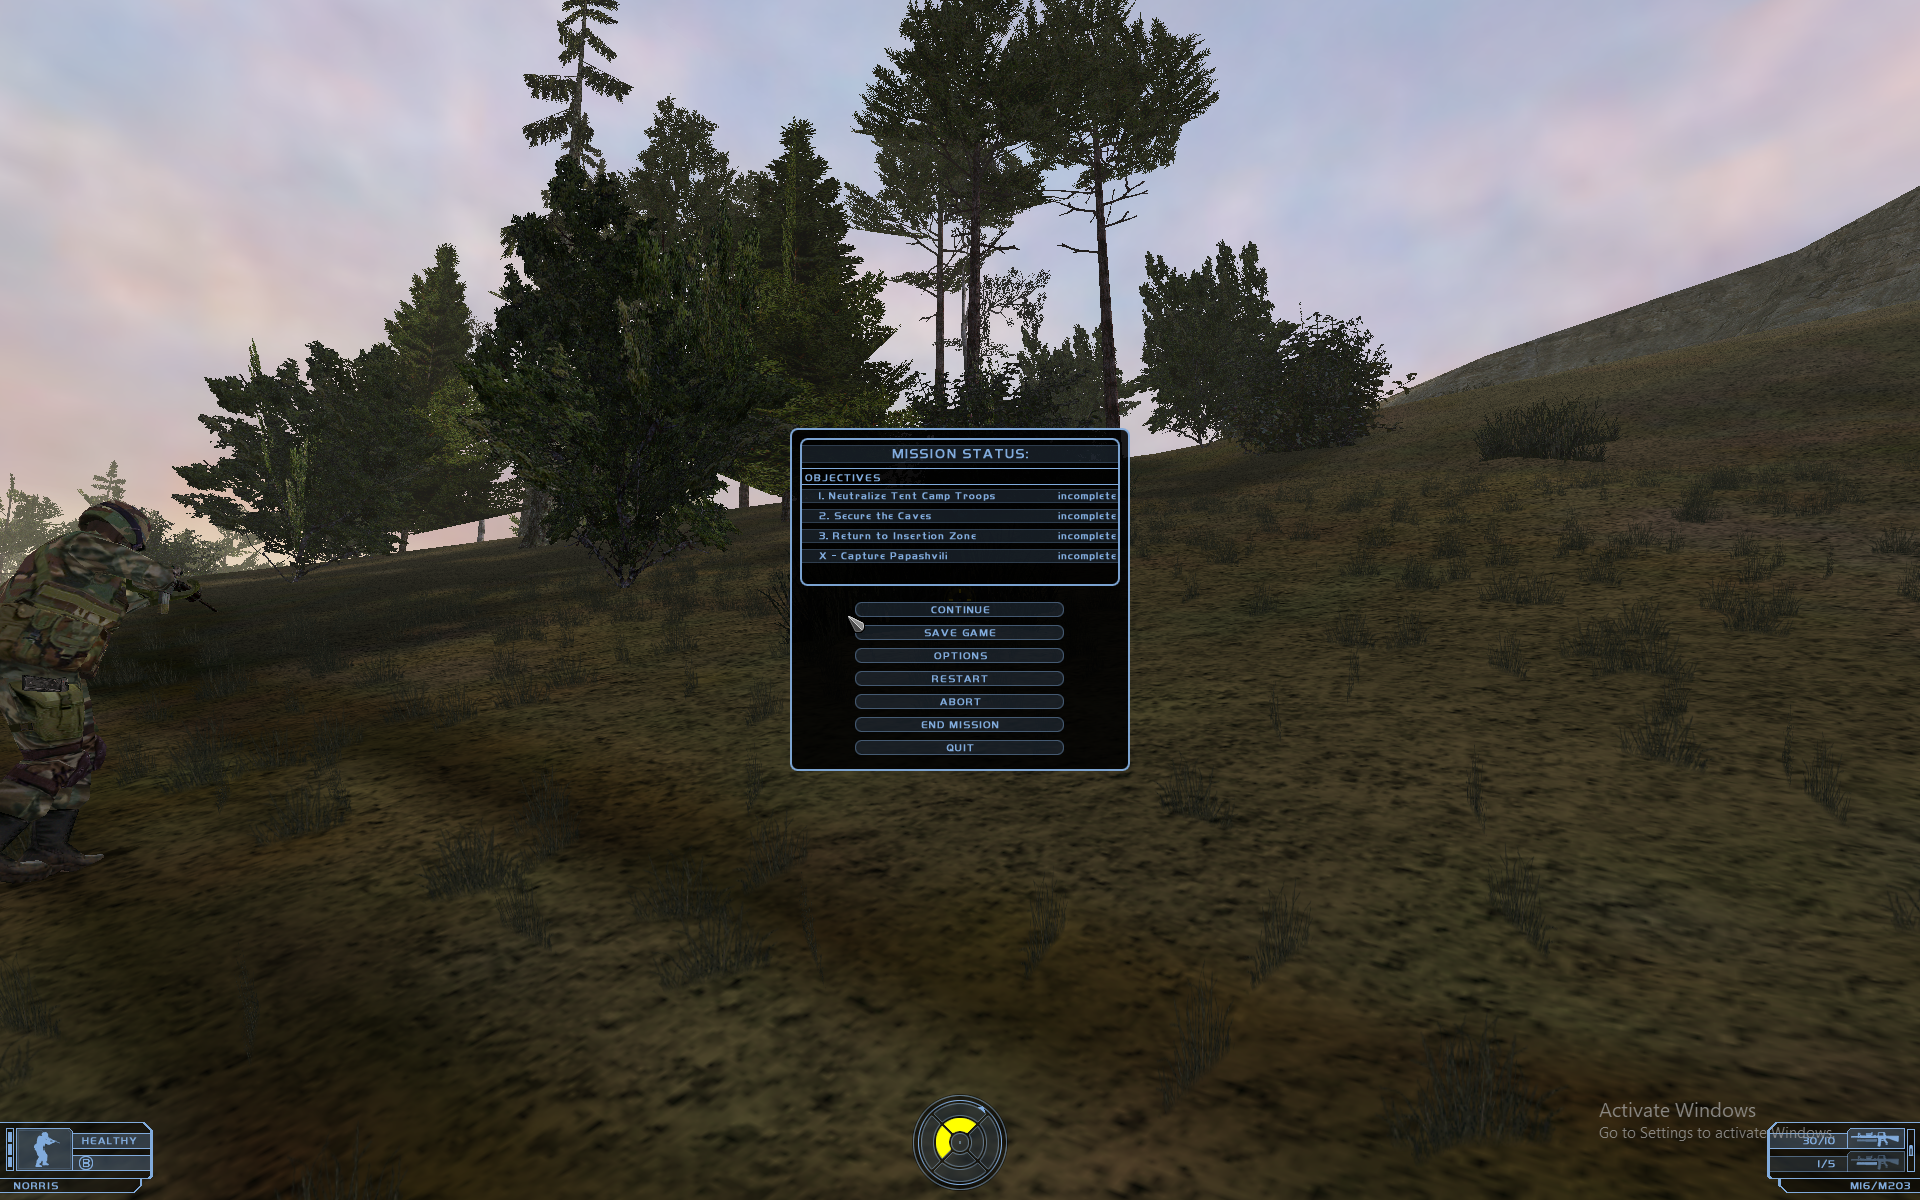 MISSION STATUS:
OBJECTIVES
1. Neutralize Tent Camp Troops incomplete
2. Secure the Caves incomplete
3. Return to Insertion Zone incomplete
X - Capture Papashvili incomplete
CONTINUE
SAVE GAME
OPTIONS
RESTART
ABORT
END MISSION
QUIT
Activate Windows
Go to Settings to activate Windows.
HEALTHY
B
NORRIS
30/10
1/5
M16/M203